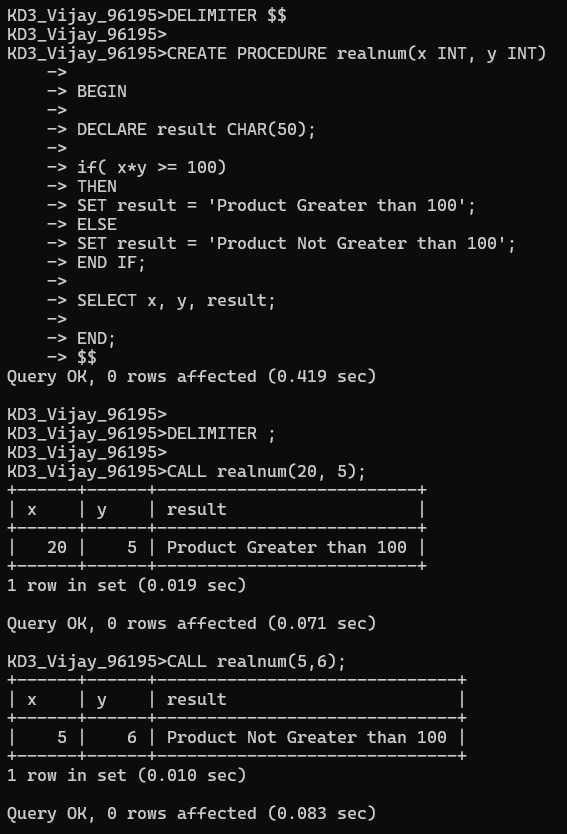 KD3_Vijay_96195>DELIMITER $$
KD3_Vijay_96195>
KD3_Vijay_96195>CREATE PROCEDURE realnum(x INT, y INT)
    ->
    -> BEGIN
    ->
    -> DECLARE result CHAR(50);
    ->
    -> if( x*y >= 100)
    -> THEN
    -> SET result = 'Product Greater than 100';
    -> ELSE
    -> SET result = 'Product Not Greater than 100';
    -> END IF;
    ->
    -> SELECT x, y, result;
    ->
    -> END;
    -> $$
Query OK, 0 rows affected (0.419 sec)

KD3_Vijay_96195>
KD3_Vijay_96195>DELIMITER ;
KD3_Vijay_96195>
KD3_Vijay_96195>CALL realnum(20, 5);
+------+------+--------------------------+
| x    | y    | result                   |
+------+------+--------------------------+
|   20 |    5 | Product Greater than 100 |
+------+------+--------------------------+
1 row in set (0.019 sec)

Query OK, 0 rows affected (0.071 sec)

KD3_Vijay_96195>CALL realnum(5,6);
+------+------+------------------------------+
| x    | y    | result                       |
+------+------+------------------------------+
|    5 |    6 | Product Not Greater than 100 |
+------+------+------------------------------+
1 row in set (0.010 sec)

Query OK, 0 rows affected (0.083 sec)